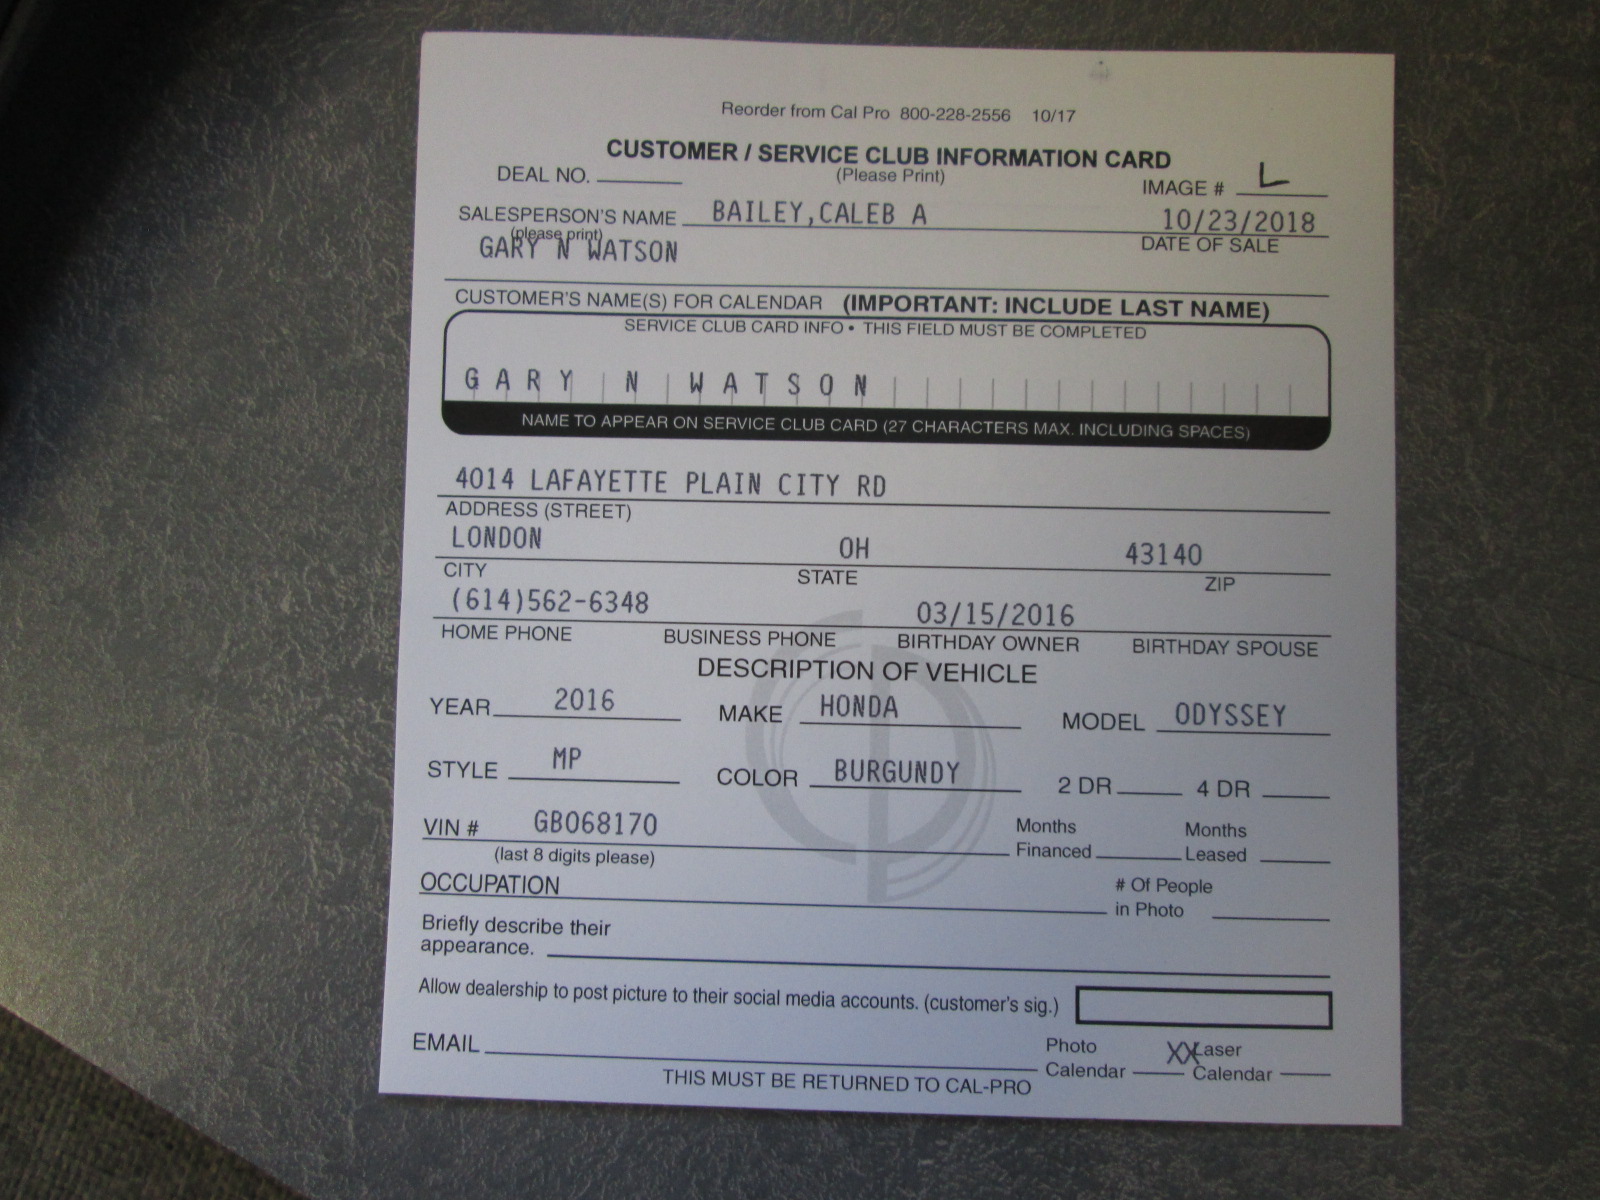 Reorder from Cal Pro 800-228-2556 10/17
CUSTOMER / SERVICE CLUB INFORMATION CARD
DEAL NO. (Please Print) IMAGE # L
SALESPERSON'S NAME BAILEY,CALEB A 10/23/2018
(please print) DATE OF SALE
GARY N WATSON
CUSTOMER'S NAME(S) FOR CALENDAR (IMPORTANT: INCLUDE LAST NAME)
SERVICE CLUB CARD INFO • THIS FIELD MUST BE COMPLETED
GARY N WATSON
NAME TO APPEAR ON SERVICE CLUB CARD (27 CHARACTERS MAX. INCLUDING SPACES)
4014 LAFAYETTE PLAIN CITY RD
ADDRESS (STREET)
LONDON OH 43140
CITY STATE ZIP
(614)562-6348 03/15/2016
HOME PHONE BUSINESS PHONE BIRTHDAY OWNER BIRTHDAY SPOUSE
DESCRIPTION OF VEHICLE
YEAR 2016 MAKE HONDA MODEL ODYSSEY
STYLE MP COLOR BURGUNDY 2 DR 4 DR
VIN # GB068170 Months Financed Months Leased
(last 8 digits please)
OCCUPATION # Of People in Photo
Briefly describe their
appearance.
Allow dealership to post picture to their social media accounts. (customer's sig.)
EMAIL Photo Calendar XX Laser Calendar
THIS MUST BE RETURNED TO CAL-PRO